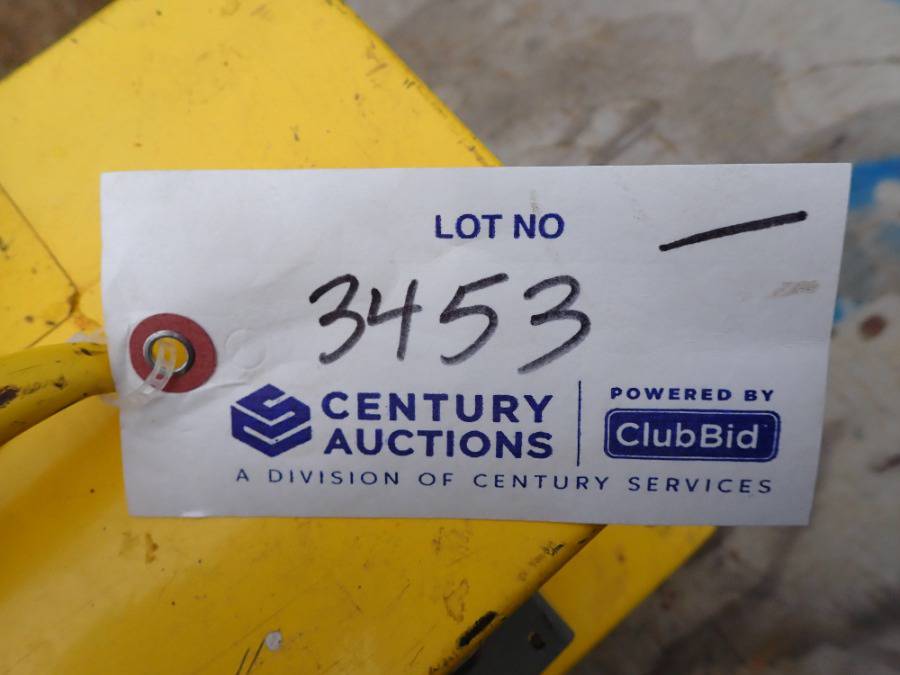 LOT NO
3453
CENTURY
AUCTIONS
A DIVISION OF CENTURY SERVICES
POWERED BY
ClubBid